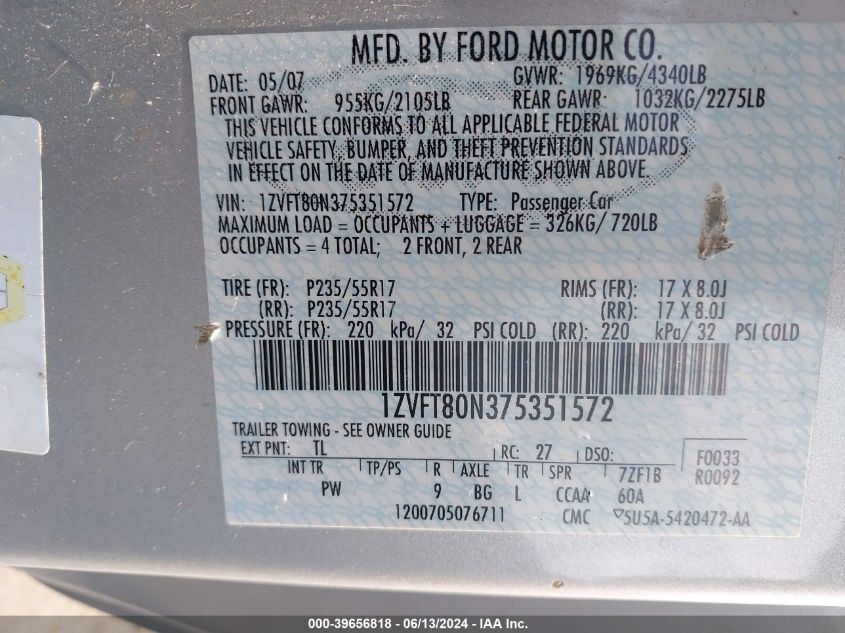 MFD. BY FORD MOTOR CO.
DATE: 05/07 GVWR: 1969KG/4340LB
FRONT GAWR: 955KG/2105LB REAR GAWR: 1032KG/2275LB
THIS VEHICLE CONFORMS TO ALL APPLICABLE FEDERAL MOTOR
VEHICLE SAFETY, BUMPER, AND THEFT PREVENTION STANDARDS
IN EFFECT ON THE DATE OF MANUFACTURE SHOWN ABOVE.
VIN: 1ZVFT80N375351572 TYPE: Passenger Car
MAXIMUM LOAD = OCCUPANTS + LUGGAGE = 326KG/ 720LB
OCCUPANTS = 4 TOTAL; 2 FRONT, 2 REAR
TIRE (FR): P235/55R17 RIMS (FR): 17 X 8.0J
(RR): P235/55R17 (RR): 17 X 8.0J
PRESSURE (FR): 220 kPa/ 32 PSI COLD (RR): 220 kPa/ 32 PSI COLD
1ZVFT80N375351572
TRAILER TOWING - SEE OWNER GUIDE
EXT PNT: TL RC: 27 DSO: F0033
INT TR TP/PS R AXLE TR SPR 7ZF1B R0092
PW 9 BG L CCAA 60A
1200705076711 CMC ▽5U5A-5420472-AA
000-39656818 - 06/13/2024 - IAA Inc.